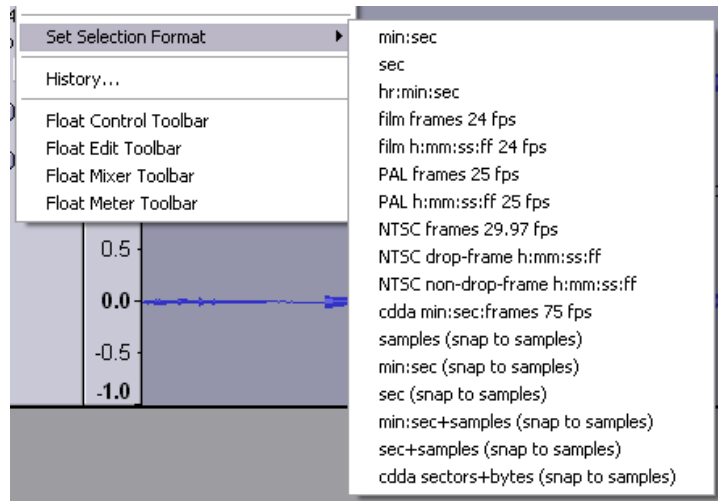 Set Selection Format
History...
Float Control Toolbar
Float Edit Toolbar
Float Mixer Toolbar
Float Meter Toolbar
min:sec
sec
hr:min:sec
film frames 24 fps
film h:mm:ss:ff 24 fps
PAL frames 25 fps
PAL h:mm:ss:ff 25 fps
NTSC frames 29.97 fps
NTSC drop-frame h:mm:ss:ff
NTSC non-drop-frame h:mm:ss:ff
cdda min:sec:frames 75 fps
samples (snap to samples)
min:sec (snap to samples)
sec (snap to samples)
min:sec+samples (snap to samples)
sec+samples (snap to samples)
cdda sectors+bytes (snap to samples)
0.5
0.0
-0.5
-1.0